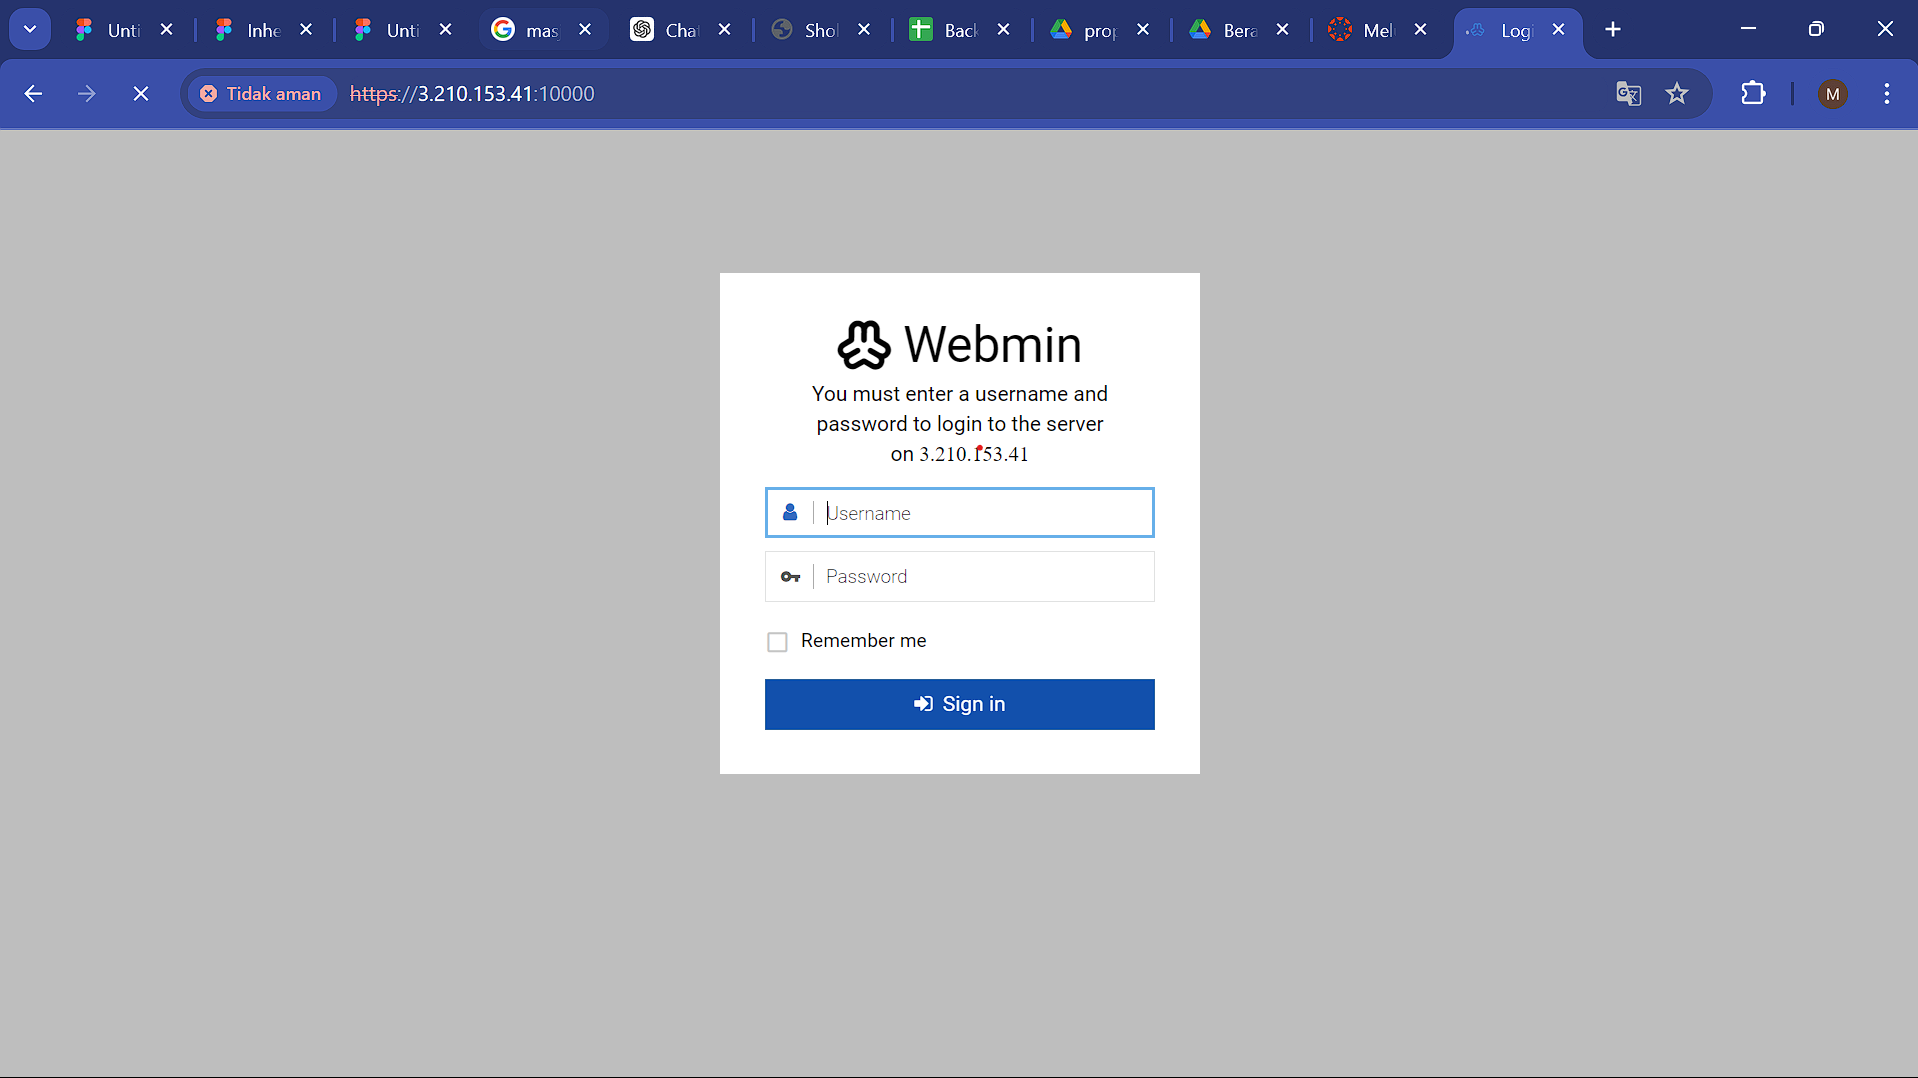 Unti
Inhe
Unti
mas
Cha
Shol
Back
prop
Bera
Mel
Logi
Tidak aman
https://3.210.153.41:10000
M
Webmin
You must enter a username and
password to login to the server
on 3.210.153.41
Username
Password
Remember me
Sign in